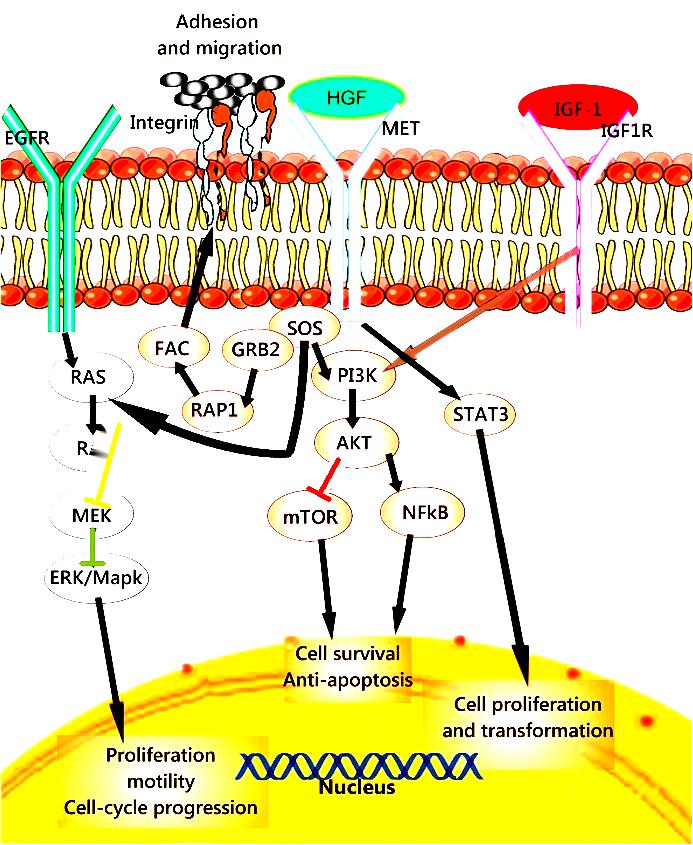 Adhesion
and migration
HGF
IGF-1
EGFR
Integrin
MET
IGF1R
SOS
FAC
GRB2
RAS
PI3K
RAP1
STAT3
AKT
MEK
mTOR
NFkB
ERK/Mapk
Cell survival
Anti-apoptosis
Cell proliferation
and transformation
Proliferation
motility
Cell-cycle progression
Nucleus